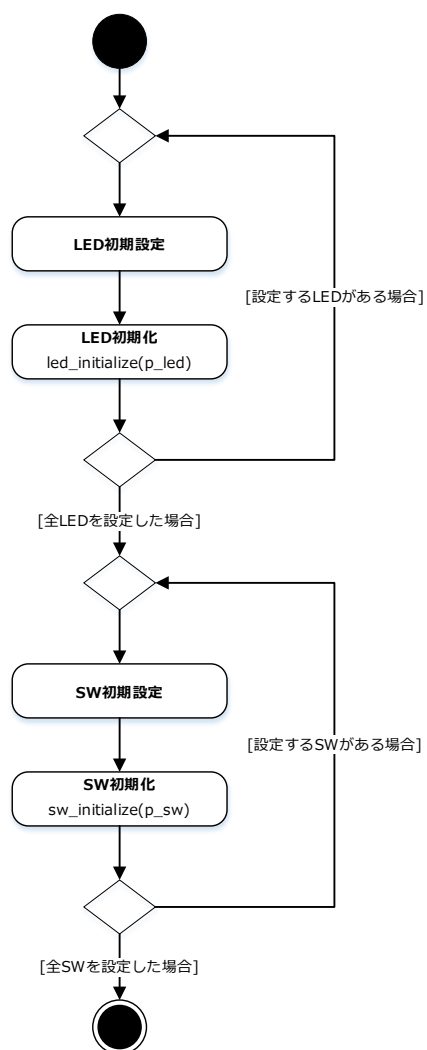 LED初期設定
[設定するLEDがある場合]
LED初期化
led_initialize(p_led)
[全LEDを設定した場合]
SW初期設定
[設定するSWがある場合]
SW初期化
sw_initialize(p_sw)
[全SWを設定した場合]